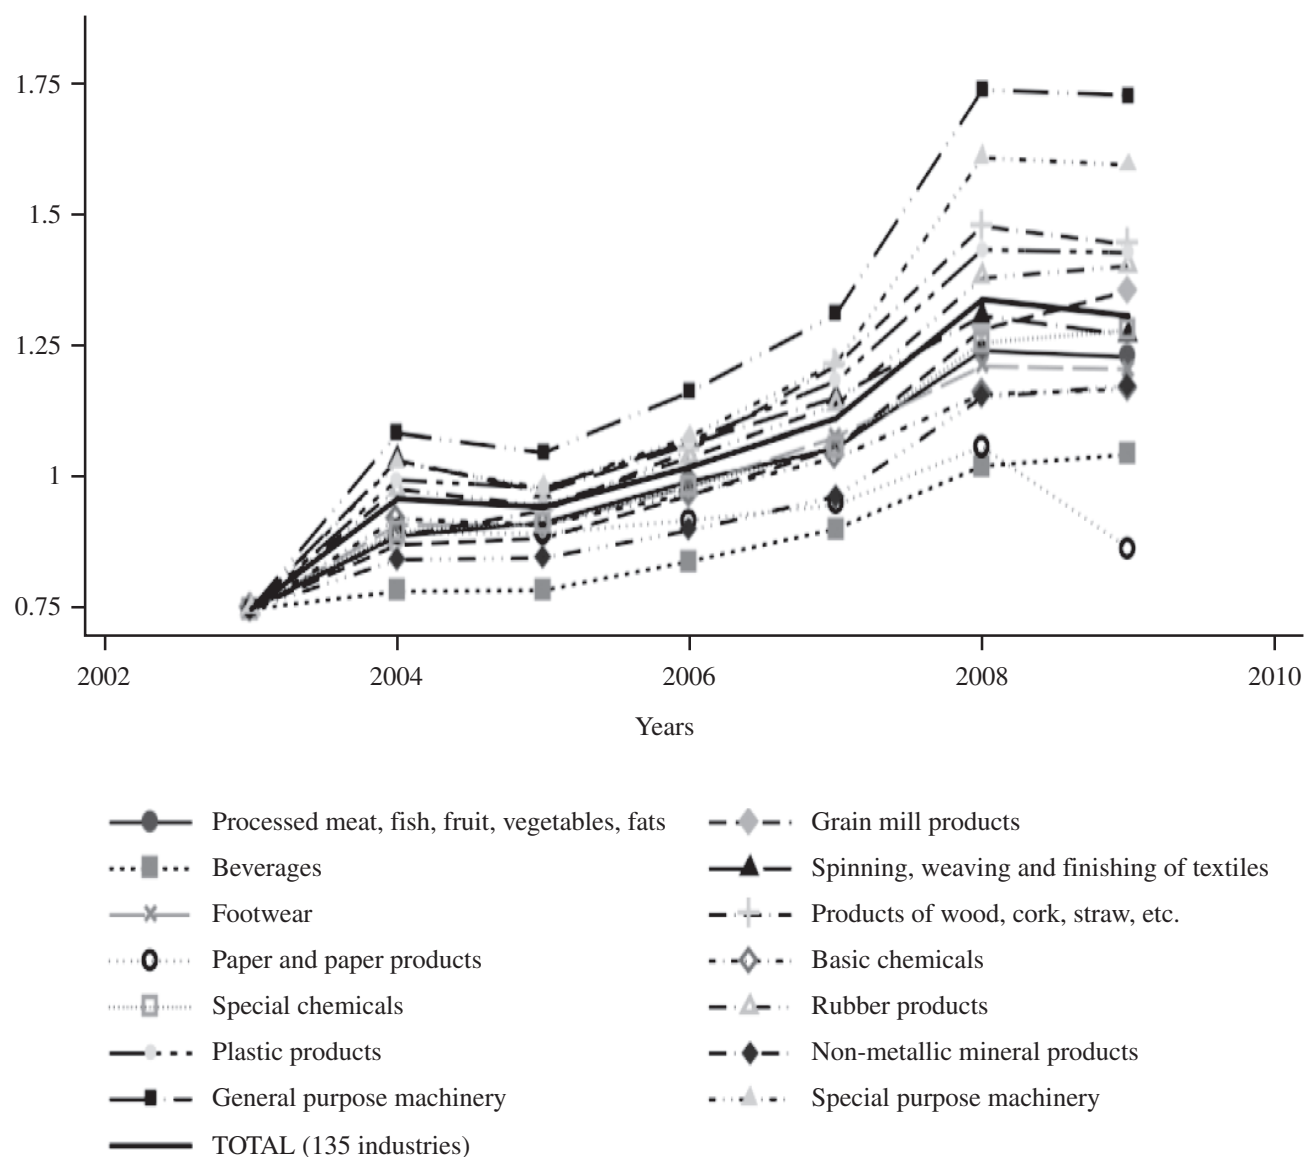 1.75
1.5
1.25
1
0.75
2002 2004 2006 2008 2010
Years
Processed meat, fish, fruit, vegetables, fats
Beverages
Footwear
Paper and paper products
Special chemicals
Plastic products
General purpose machinery
TOTAL (135 industries)
Grain mill products
Spinning, weaving and finishing of textiles
Products of wood, cork, straw, etc.
Basic chemicals
Rubber products
Non-metallic mineral products
Special purpose machinery